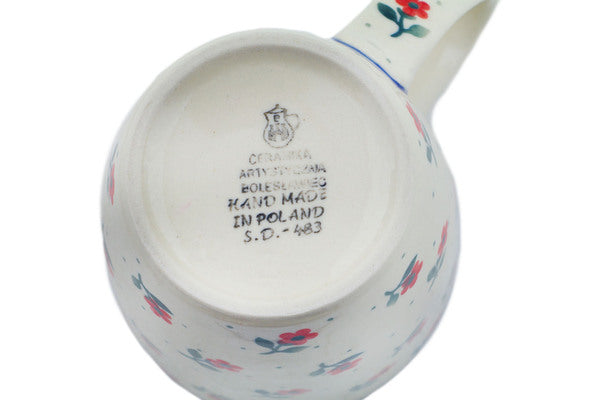 CERAMIKA
ARTYSTYCZNA
BOLESŁAWIEC
HAND MADE
IN POLAND
S.D.-483